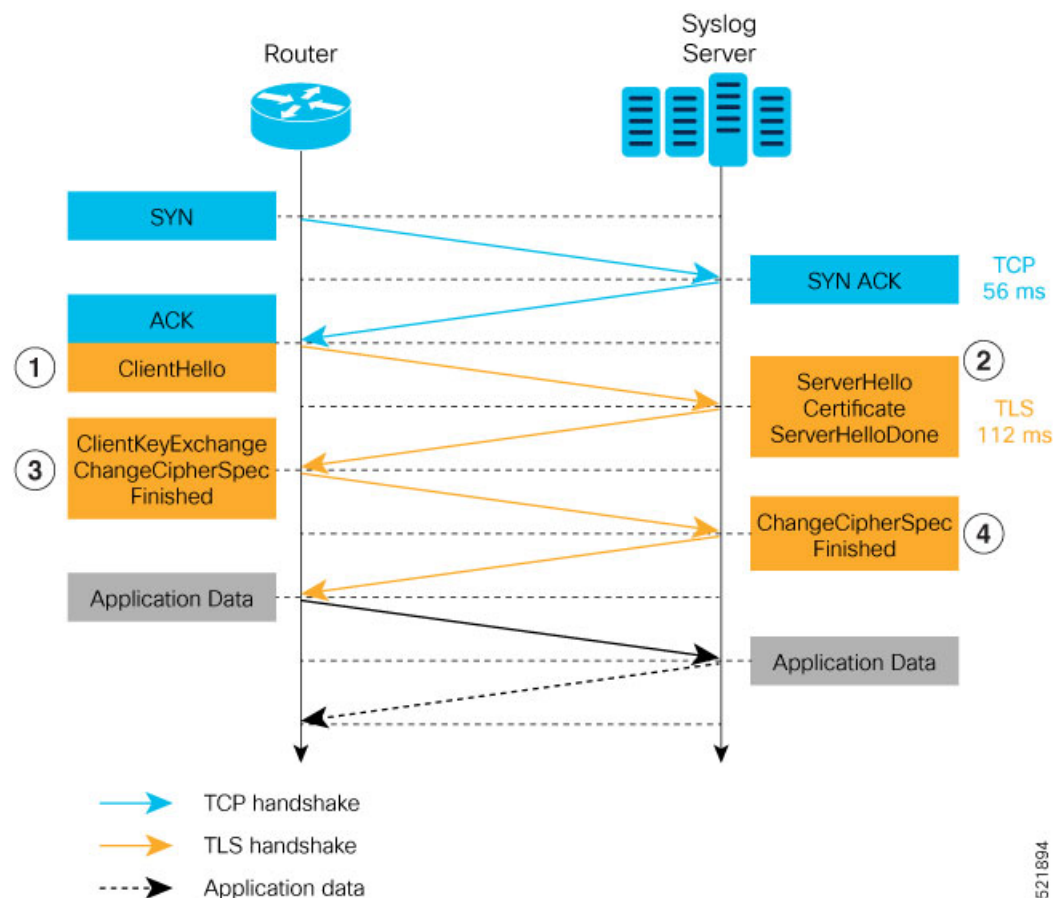 Router
Syslog
Server
SYN
SYN ACK
TCP
56 ms
ACK
1
ClientHello
2
ServerHello
Certificate
ServerHelloDone
TLS
112 ms
3
ClientKeyExchange
ChangeCipherSpec
Finished
ChangeCipherSpec
Finished
4
Application Data
Application Data
TCP handshake
TLS handshake
Application data
521894